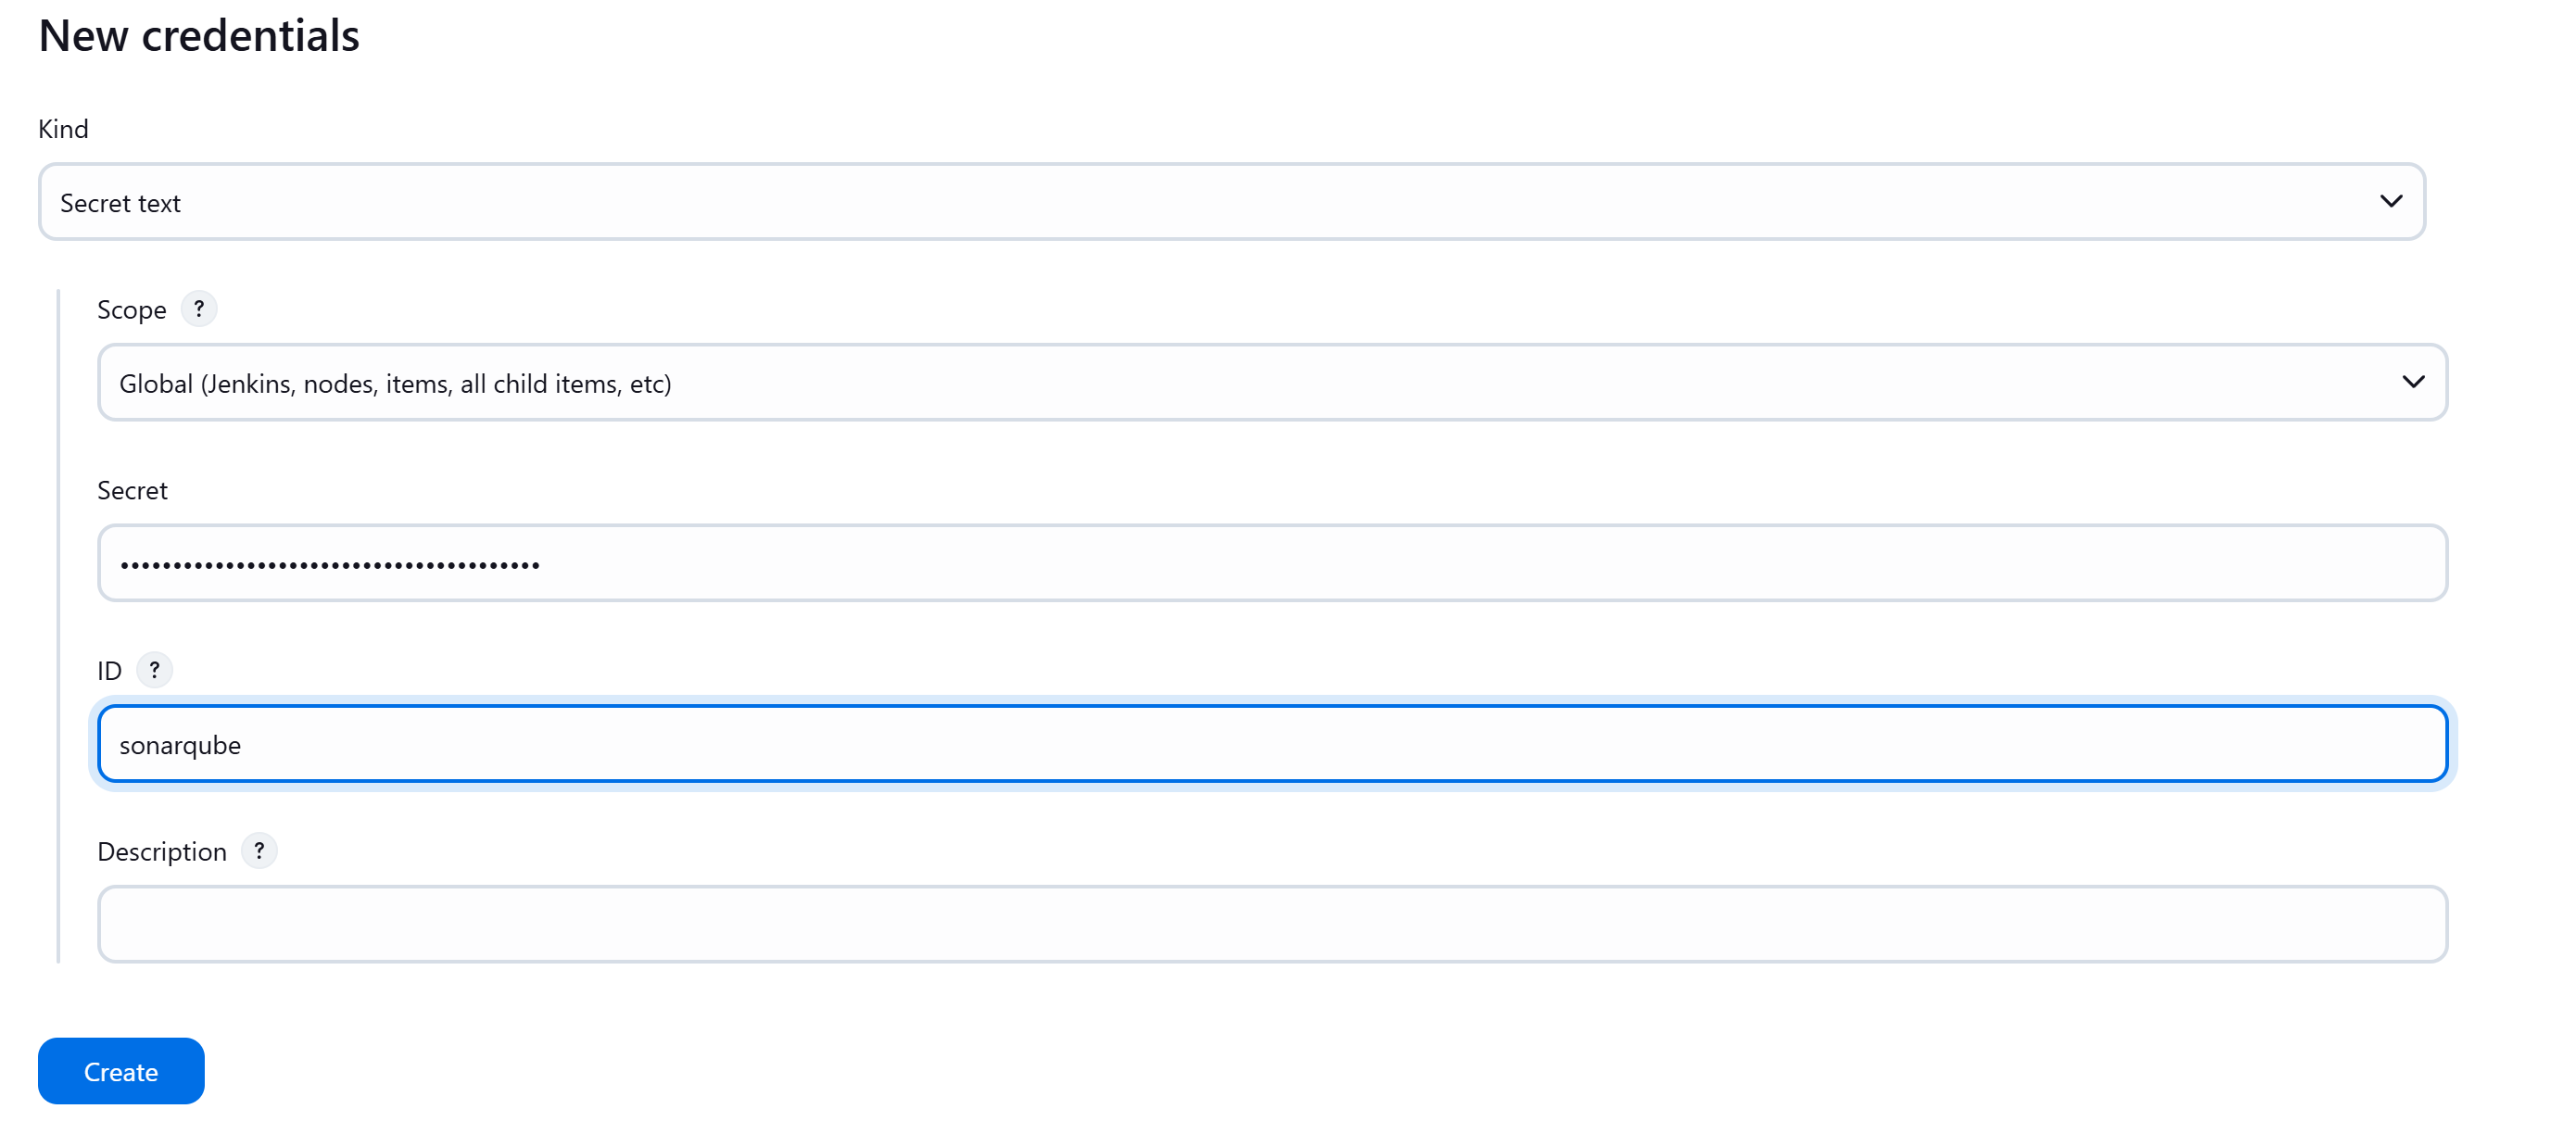 New credentials
Kind
Secret text
Scope ?
Global (Jenkins, nodes, items, all child items, etc)
Secret
••••••••••••••••••••••••••••••••••••••••
ID ?
sonarqube
Description ?
Create